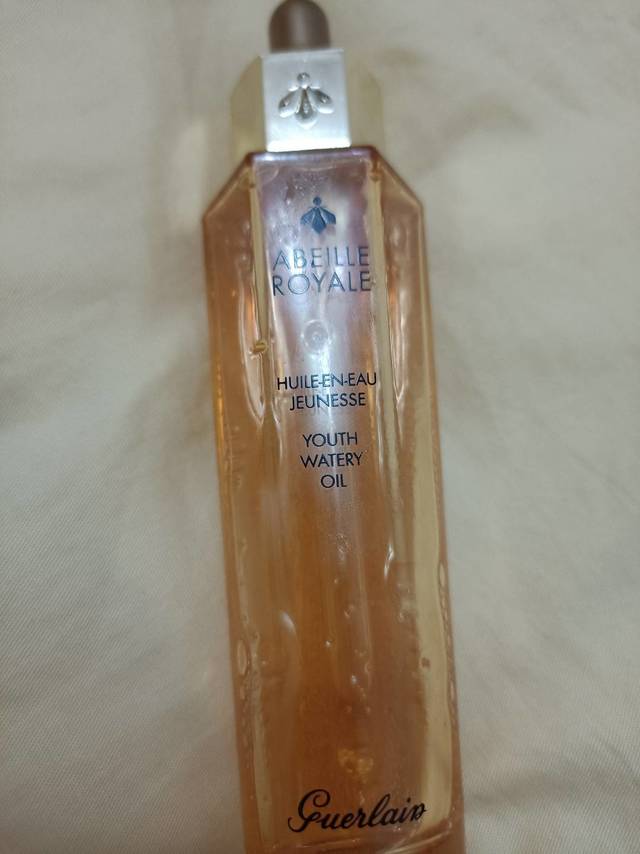 ABEILLE
ROYALE
HUILE-EN-EAU
JEUNESSE
YOUTH
WATERY
OIL
Guerlain